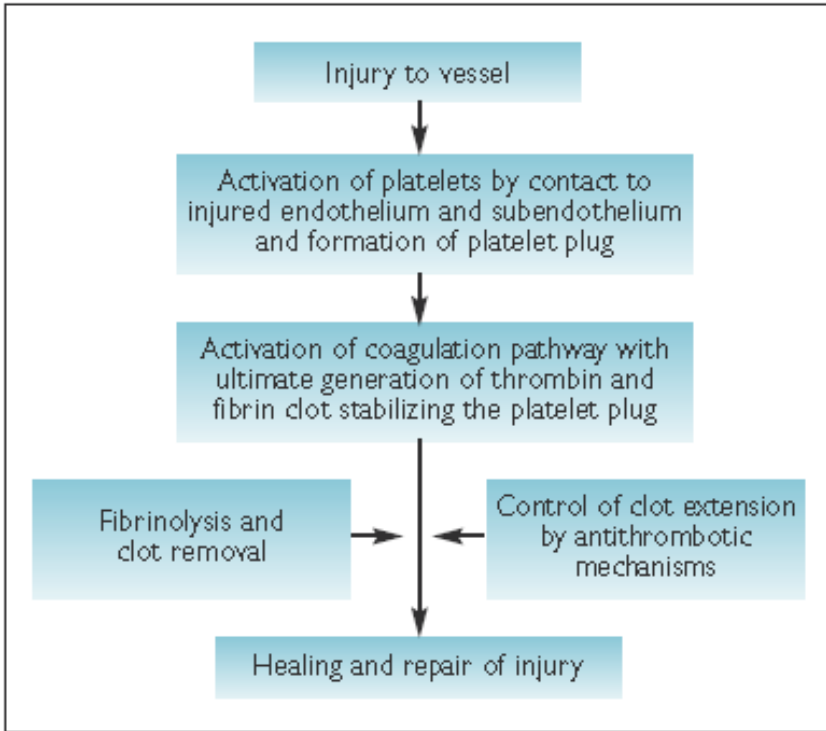 Injury to vessel
Activation of platelets by contact to
injured endothelium and subendothelium
and formation of platelet plug
Activation of coagulation pathway with
ultimate generation of thrombin and
fibrin clot stabilizing the platelet plug
Fibrinolysis and
clot removal
Control of clot extension
by antithrombotic
mechanisms
Healing and repair of injury